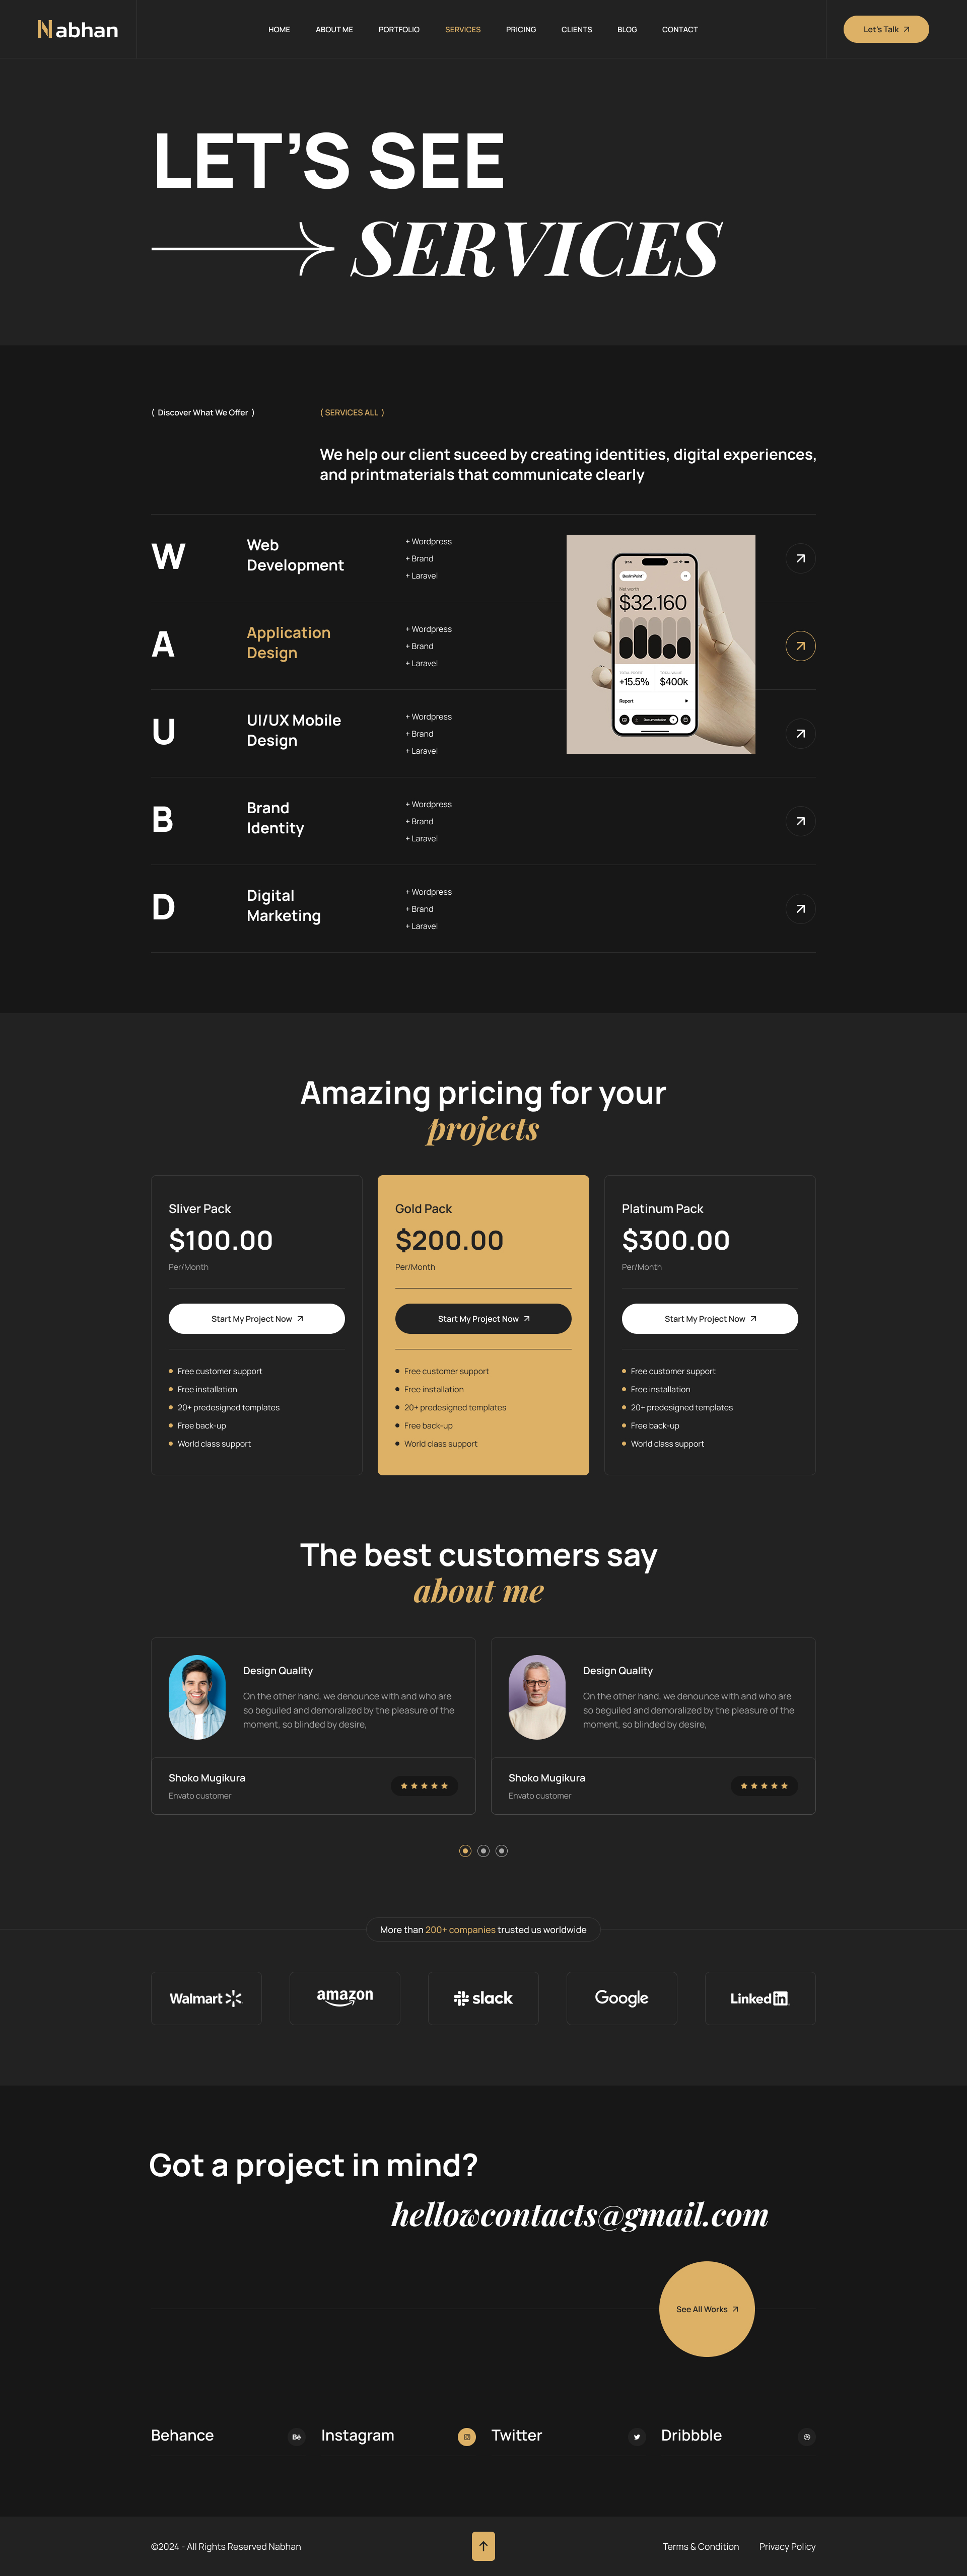 Nabhan
HOME ABOUT ME PORTFOLIO SERVICES PRICING CLIENTS BLOG CONTACT
Let's Talk
LET'S SEE
SERVICES
( Discover What We Offer )
( SERVICES ALL )
We help our client suceed by creating identities, digital experiences,
and printmaterials that communicate clearly
W
Web
Development
+ Wordpress
+ Brand
+ Laravel
A
Application
Design
+ Wordpress
+ Brand
+ Laravel
U
UI/UX Mobile
Design
+ Wordpress
+ Brand
+ Laravel
Net worth
$32.160
TOTAL PROFIT TOTAL VALUE
+15.5% $400k
Report
Documentation
B
Brand
Identity
+ Wordpress
+ Brand
+ Laravel
D
Digital
Marketing
+ Wordpress
+ Brand
+ Laravel
Amazing pricing for your
projects
Sliver Pack
$100.00
Per/Month
Start My Project Now
Free customer support
Free installation
20+ predesigned templates
Free back-up
World class support
Gold Pack
$200.00
Per/Month
Start My Project Now
Free customer support
Free installation
20+ predesigned templates
Free back-up
World class support
Platinum Pack
$300.00
Per/Month
Start My Project Now
Free customer support
Free installation
20+ predesigned templates
Free back-up
World class support
The best customers say
about me
Design Quality
On the other hand, we denounce with and who are
so beguiled and demoralized by the pleasure of the
moment, so blinded by desire,
Shoko Mugikura
Envato customer
Design Quality
On the other hand, we denounce with and who are
so beguiled and demoralized by the pleasure of the
moment, so blinded by desire,
Shoko Mugikura
Envato customer
More than 200+ companies trusted us worldwide
Walmart
amazon
slack
Google
Linkedin
Got a project in mind?
hellowcontacts@gmail.com
See All Works
Behance
Bē
Instagram
Twitter
Dribbble
©2024 - All Rights Reserved Nabhan
Terms & Condition Privacy Policy